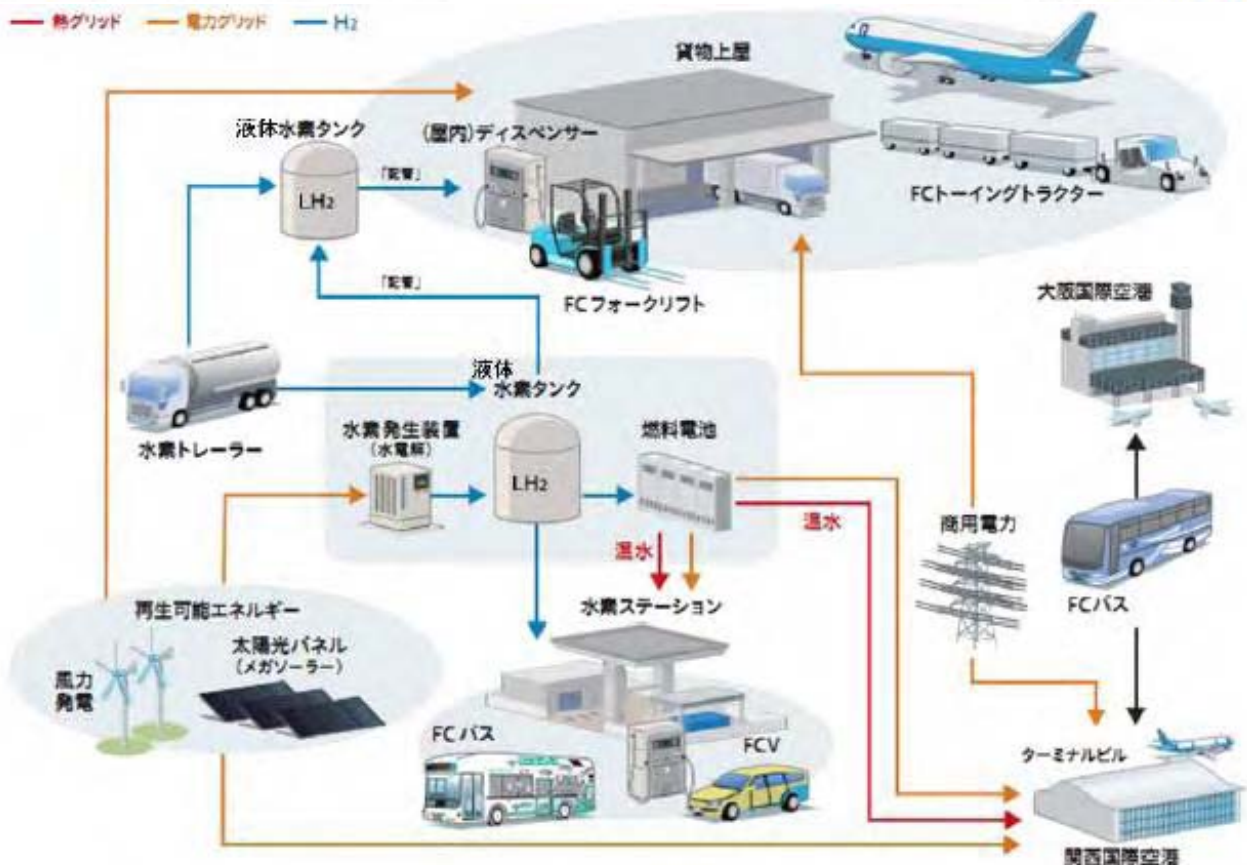 熱グリッド
電力グリッド
H2
貨物上屋
液体水素タンク
(屋内)ディスペンサー
「配管」
LH2
FCトーイングトラクター
「配管」
FCフォークリフト
大阪国際空港
液体
水素タンク
水素トレーラー
水素発生装置
(水電解)
燃料電池
LH2
温水
商用電力
温水
FCバス
再生可能エネルギー
水素ステーション
太陽光パネル
(メガソーラー)
風力
発電
FCバス
FCV
ターミナルビル
関西国際空港